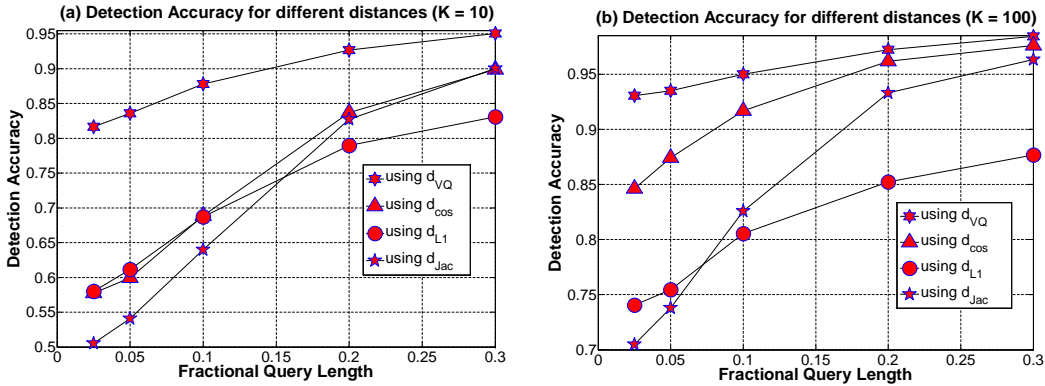 (a) Detection Accuracy for different distances (K = 10)
0.95
0.9
0.85
0.8
0.75
0.7
0.65
0.6
0.55
0.5
Detection Accuracy
using d_VQ
using d_cos
using d_L1
using d_Jac
0 0.05 0.1 0.15 0.2 0.25 0.3
Fractional Query Length
(b) Detection Accuracy for different distances (K = 100)
0.95
0.9
0.85
0.8
0.75
0.7
Detection Accuracy
using d_VQ
using d_cos
using d_L1
using d_Jac
0 0.05 0.1 0.15 0.2 0.25 0.3
Fractional Query Length